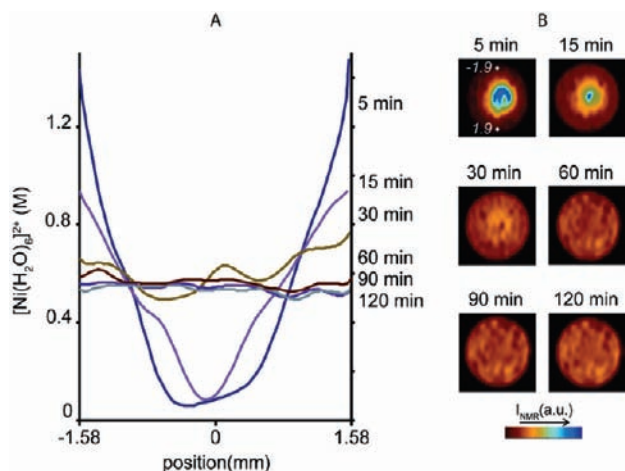 A
B
5 min
15 min
30 min
60 min
90 min
120 min
1.2
0.8
0.4
0
-1.58
0
1.58
position(mm)
[Ni(H₂O)₆]²⁺ (M)
5 min
15 min
-1.9
1.9
30 min
60 min
90 min
120 min
I_NMR(a.u.)